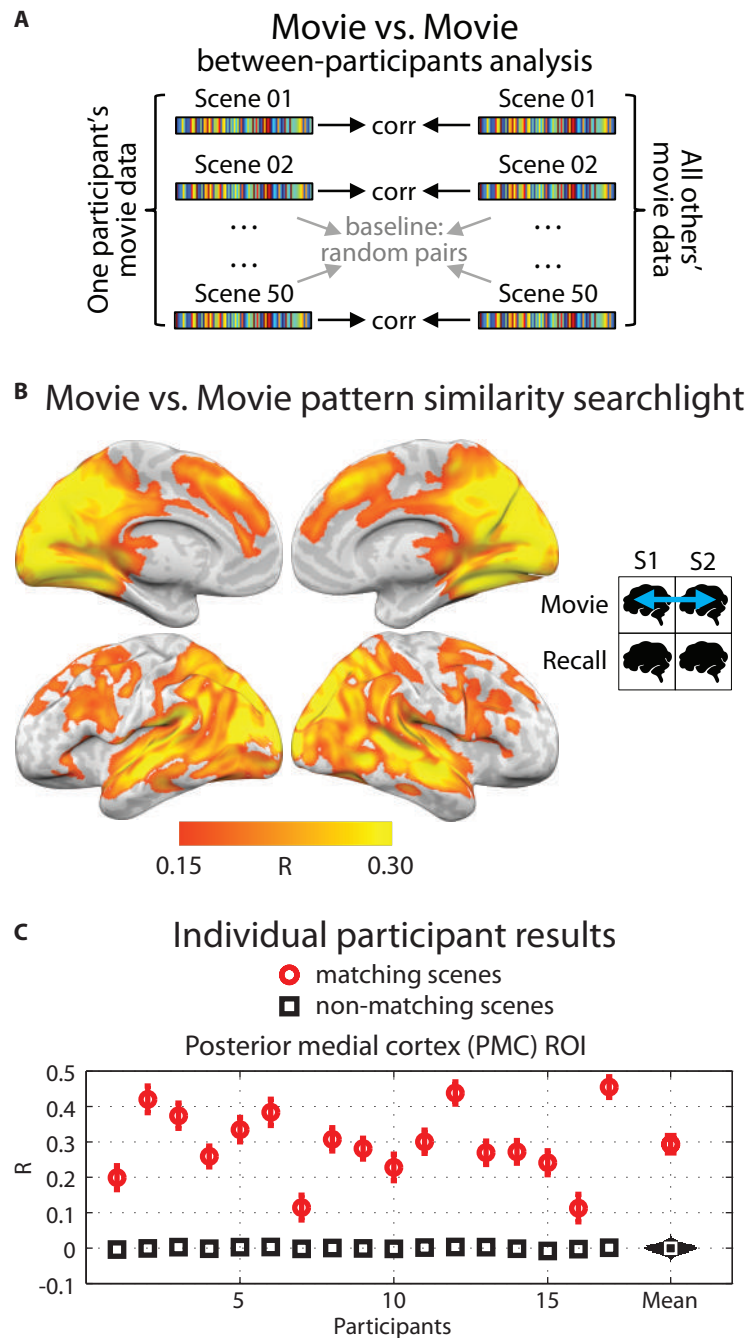 A
Movie vs. Movie
between-participants analysis
One participant's
movie data
Scene 01
corr
Scene 01
Scene 02
corr
Scene 02
...
baseline:
...
...
random pairs
...
Scene 50
corr
Scene 50
All others'
movie data
B
Movie vs. Movie pattern similarity searchlight
S1
S2
Movie
Recall
0.15
R
0.30
C
Individual participant results
matching scenes
non-matching scenes
Posterior medial cortex (PMC) ROI
0.5
0.4
0.3
0.2
0.1
0
-0.1
R
5
10
15
Mean
Participants